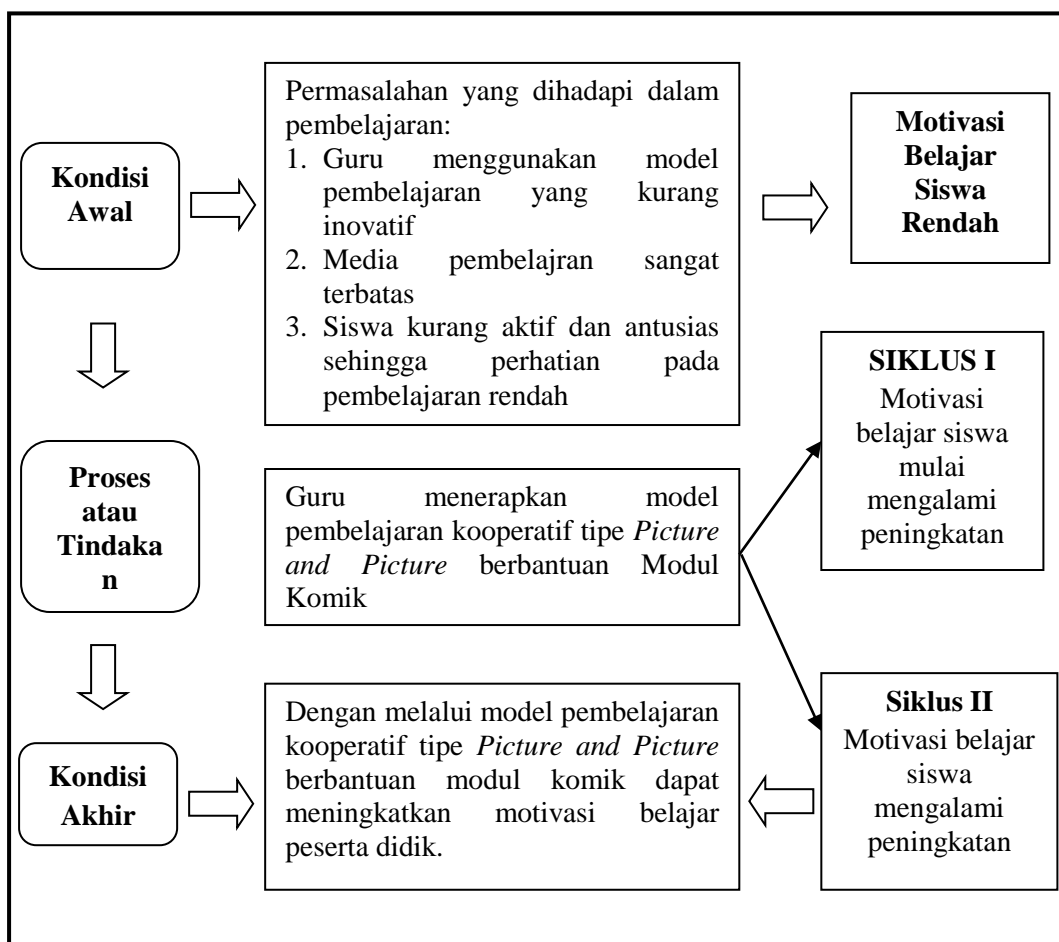 Kondisi
Awal
Permasalahan yang dihadapi dalam
pembelajaran:
1. Guru menggunakan model
pembelajaran yang kurang
inovatif
2. Media pembelajran sangat
terbatas
3. Siswa kurang aktif dan antusias
sehingga perhatian pada
pembelajaran rendah
Motivasi
Belajar
Siswa
Rendah
Proses
atau
Tindaka
n
Guru menerapkan model
pembelajaran kooperatif tipe Picture
and Picture berbantuan Modul
Komik
SIKLUS I
Motivasi
belajar siswa
mulai
mengalami
peningkatan
Siklus II
Motivasi belajar
siswa
mengalami
peningkatan
Kondisi
Akhir
Dengan melalui model pembelajaran
kooperatif tipe Picture and Picture
berbantuan modul komik dapat
meningkatkan motivasi belajar
peserta didik.